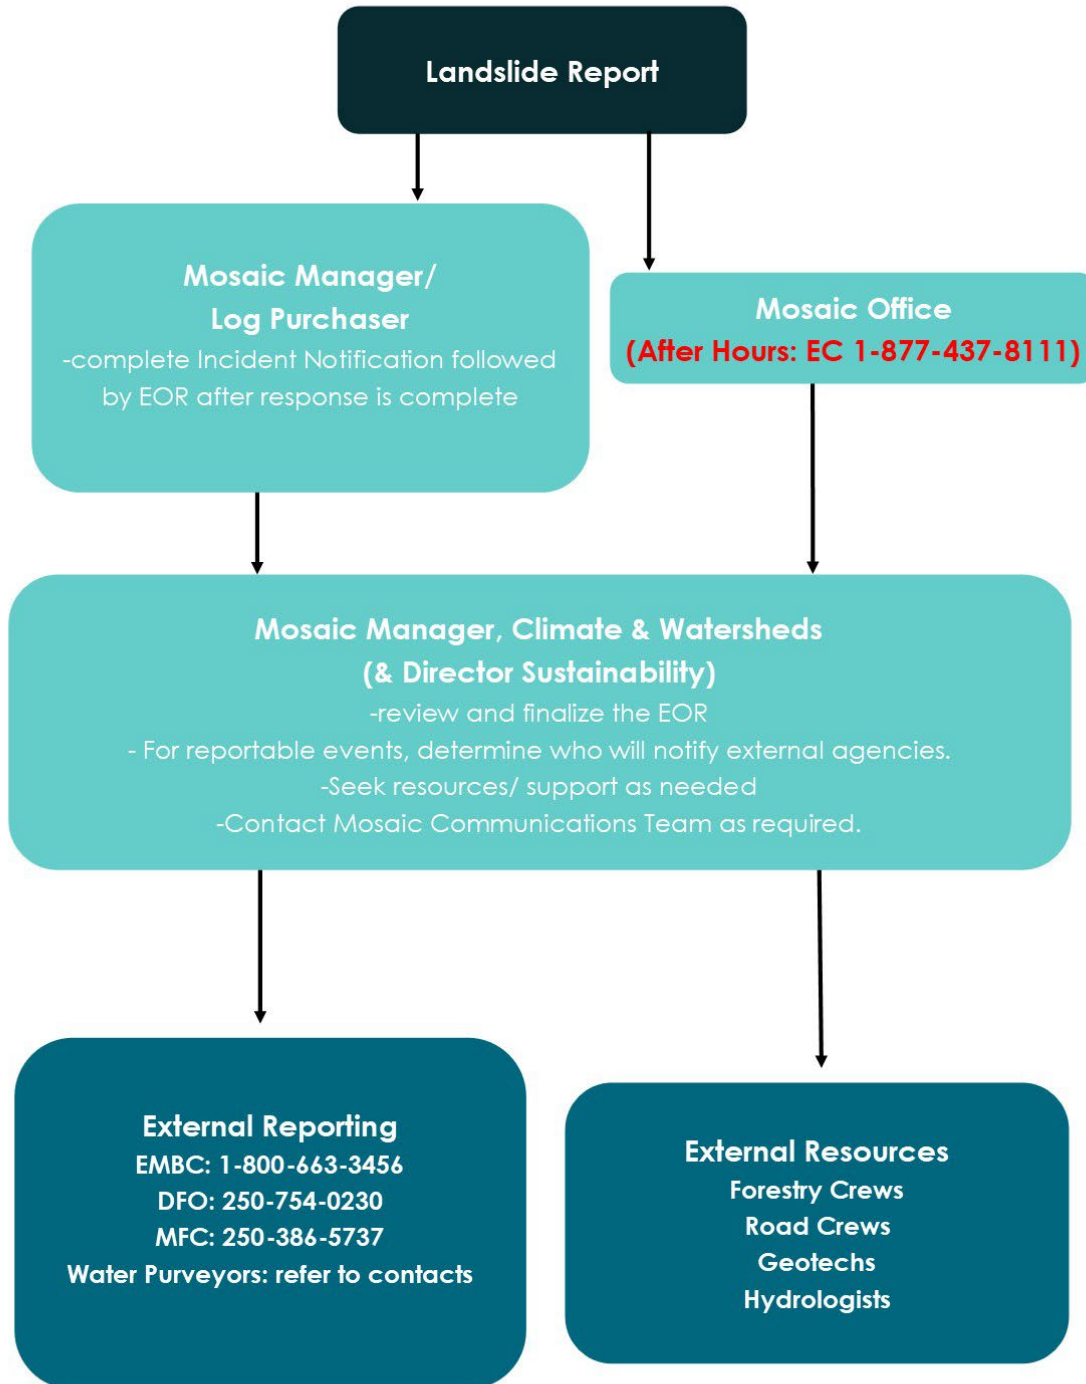 Landslide Report
Mosaic Manager/
Log Purchaser
-complete Incident Notification followed
by EOR after response is complete
Mosaic Office
(After Hours: EC 1-877-437-8111)
Mosaic Manager, Climate & Watersheds
(& Director Sustainability)
-review and finalize the EOR
- For reportable events, determine who will notify external agencies.
-Seek resources/ support as needed
-Contact Mosaic Communications Team as required.
External Reporting
EMBC: 1-800-663-3456
DFO: 250-754-0230
MFC: 250-386-5737
Water Purveyors: refer to contacts
External Resources
Forestry Crews
Road Crews
Geotechs
Hydrologists